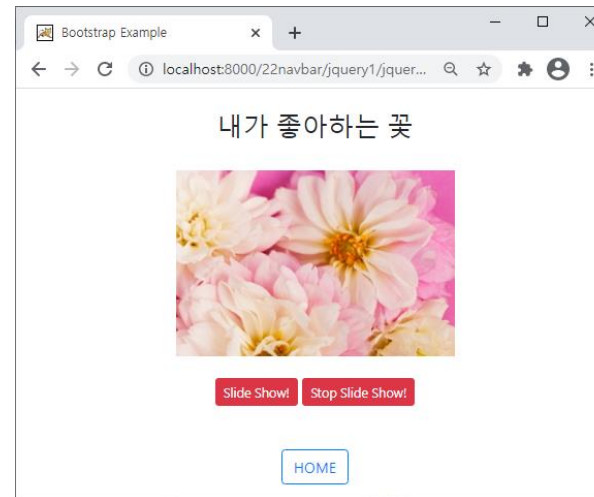 Bootstrap Example
localhost:8000/22navbar/jquery1/jquer...
내가 좋아하는 꽃
Slide Show! Stop Slide Show!
HOME